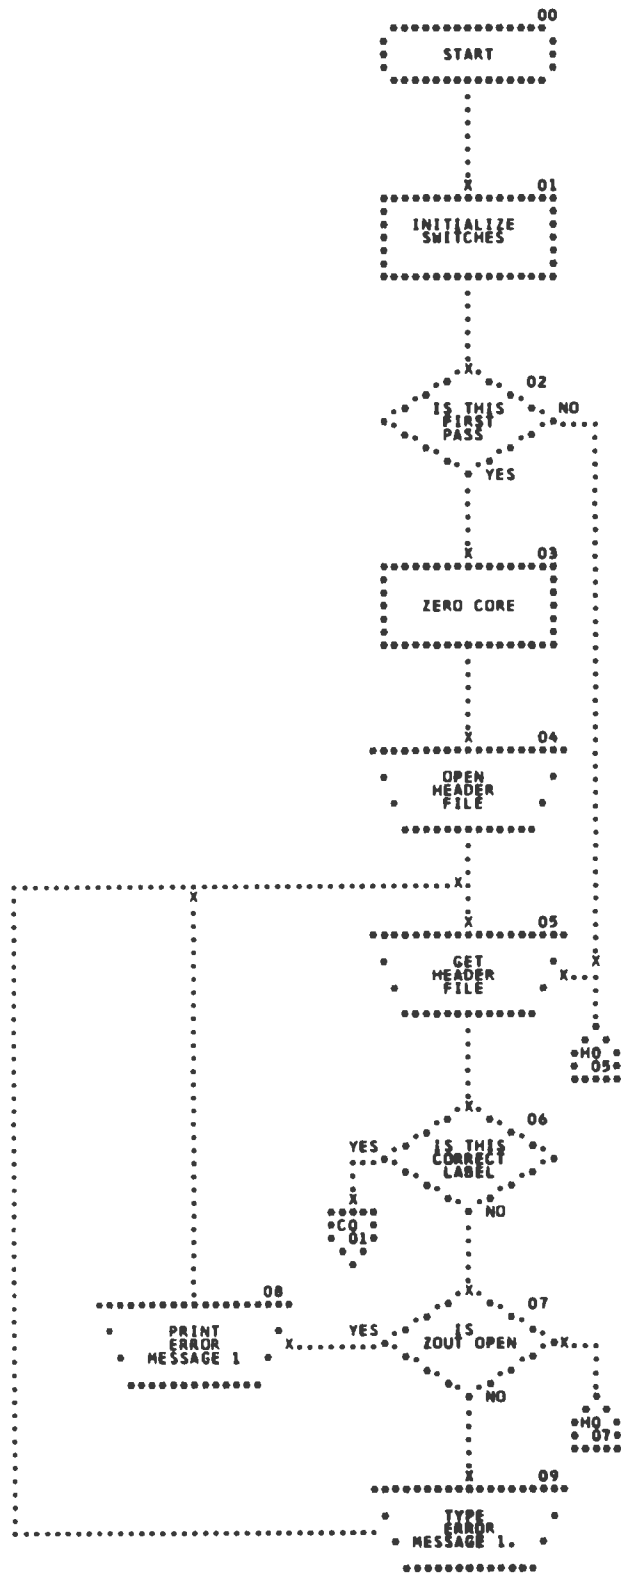 00
START
X
01
INITIALIZE
SWITCHES
X
02
IS THIS
FIRST
PASS
NO
YES
X
03
ZERO CORE
X
04
OPEN
HEADER
FILE
X
X
X
05
GET
HEADER
FILE
X
X
HO
05
X
06
YES
IS THIS
CORRECT
LABEL
NO
X
CO
01
X
08
07
PRINT
ERROR
MESSAGE 1
X
YES
IS
ZOUT OPEN
X
NO
HO
07
X
09
TYPE
ERROR
MESSAGE 1.